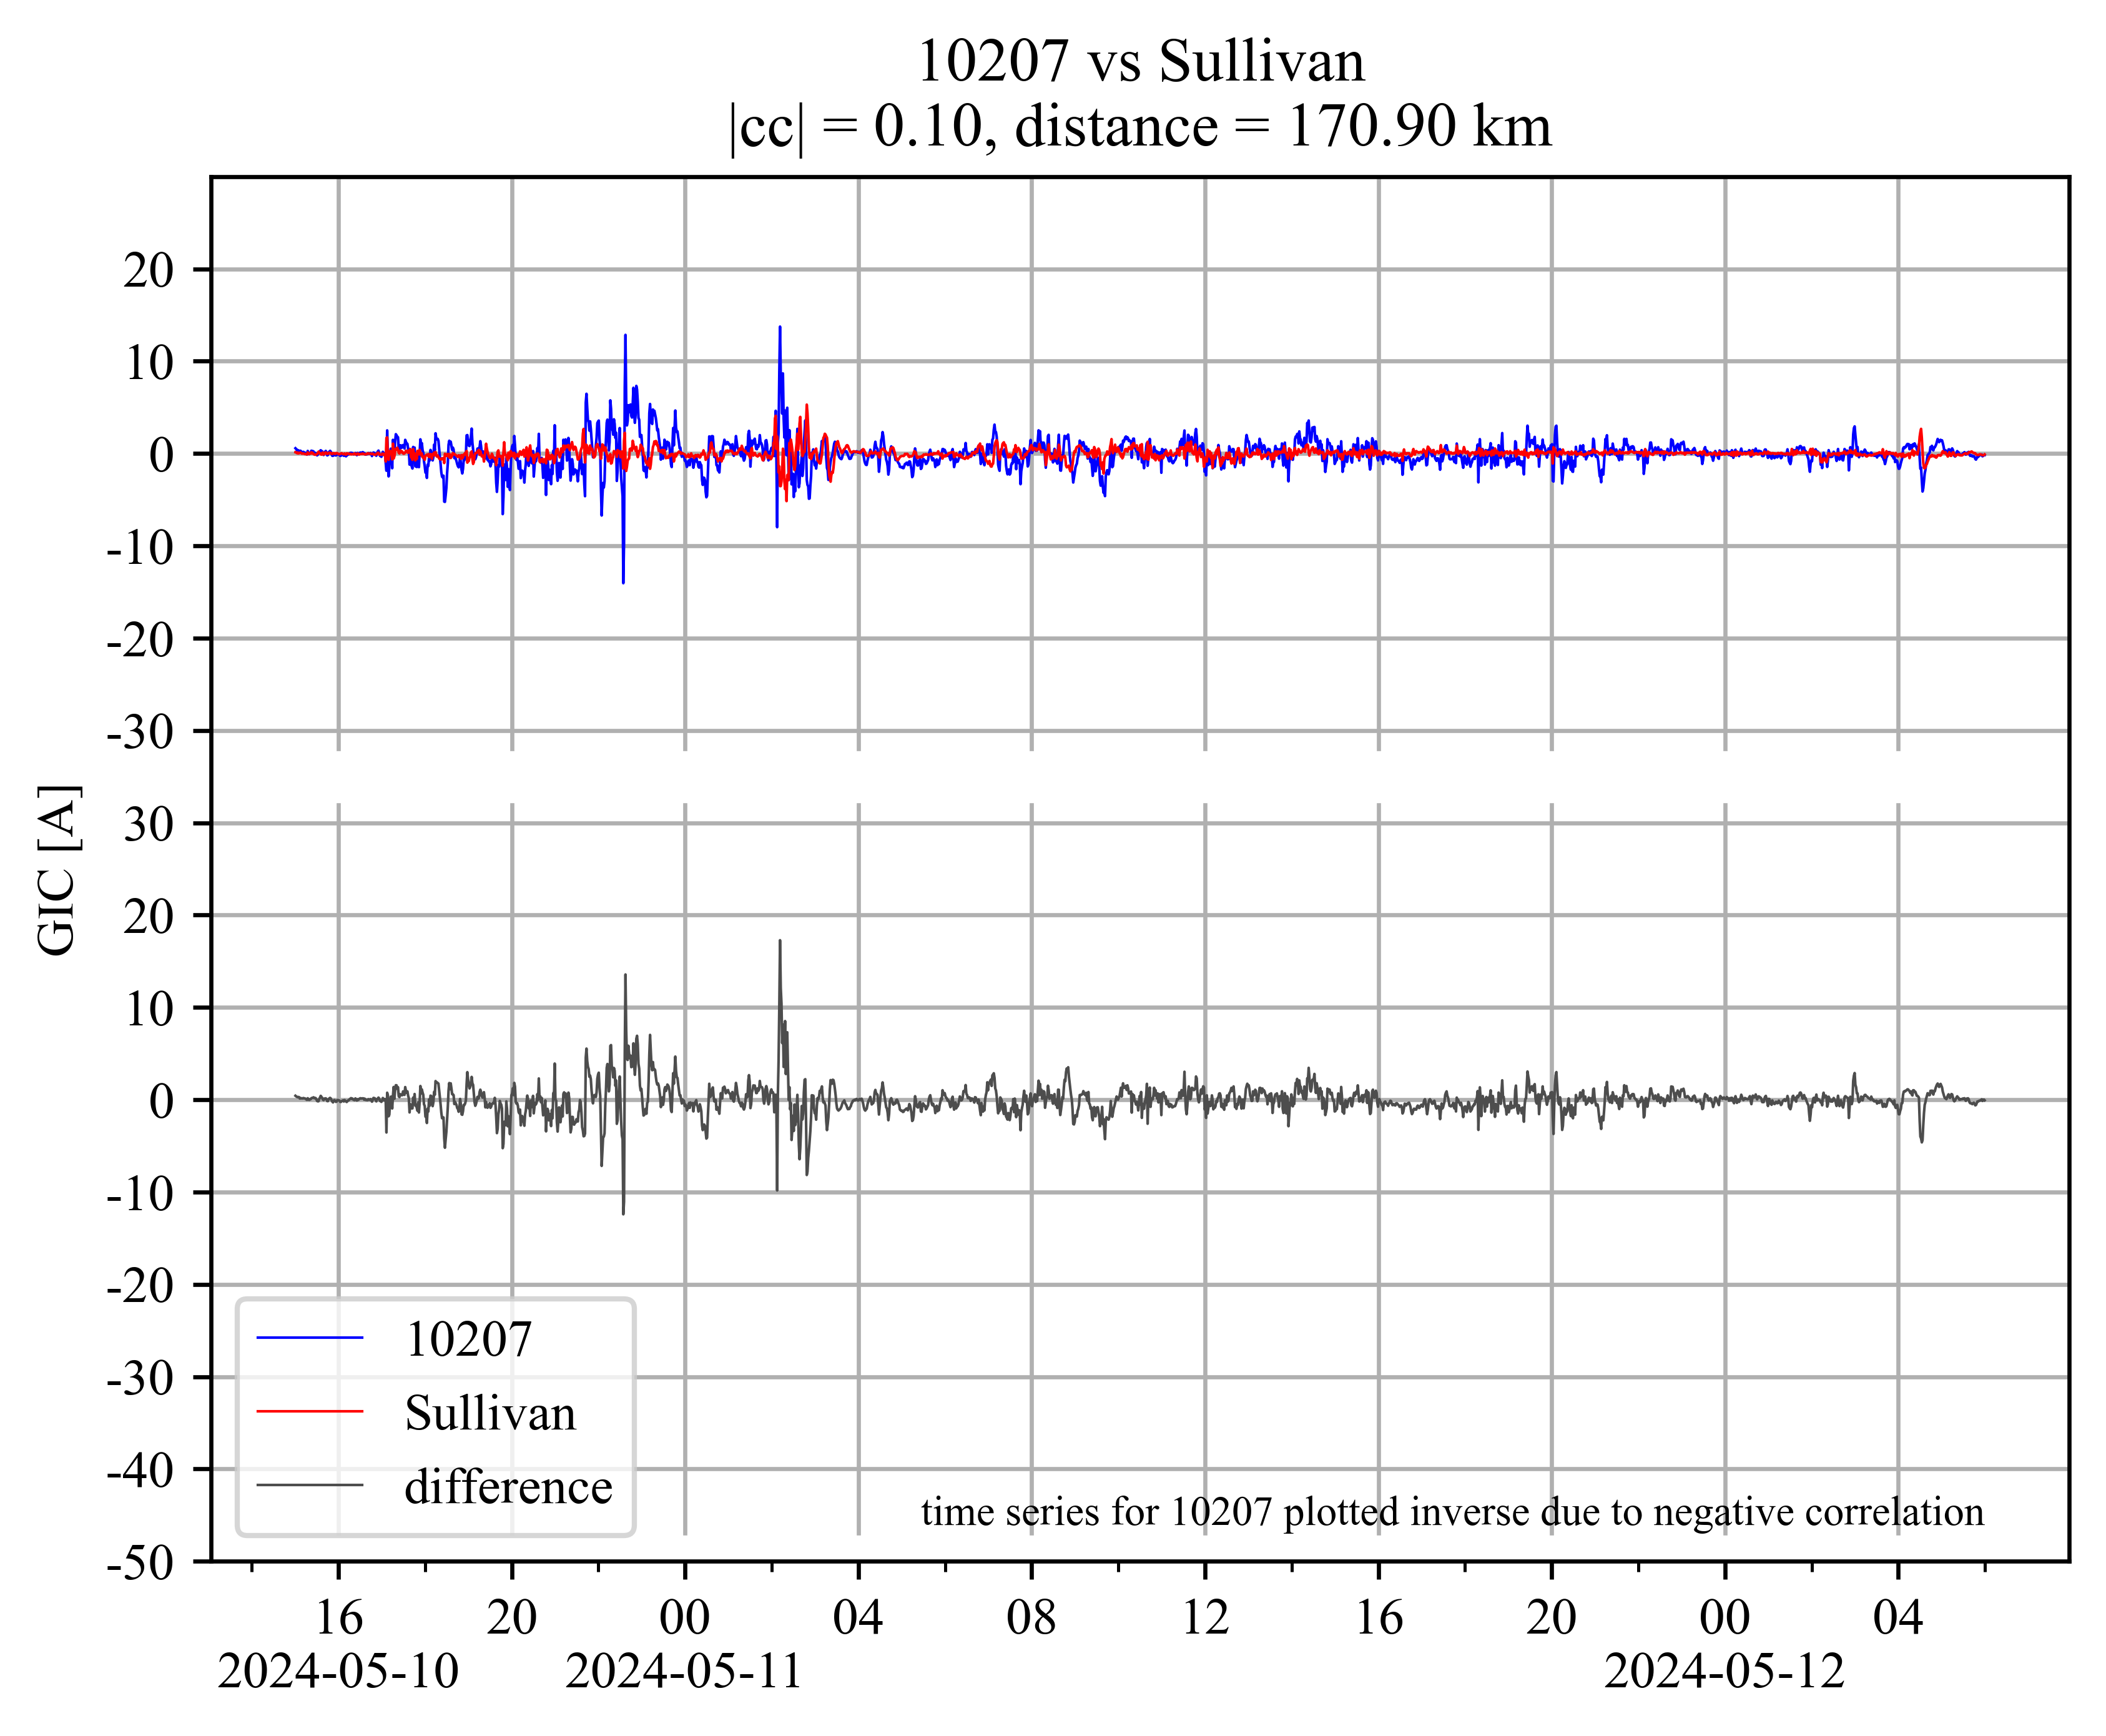 10207 vs Sullivan
|cc| = 0.10, distance = 170.90 km
GIC [A]
20
10
0
-10
-20
-30
30
20
10
0
-10
-20
-30
-40
-50
10207
Sullivan
difference
time series for 10207 plotted inverse due to negative correlation
16 20 00 04 08 12 16 20 00 04
2024-05-10 2024-05-11 2024-05-12